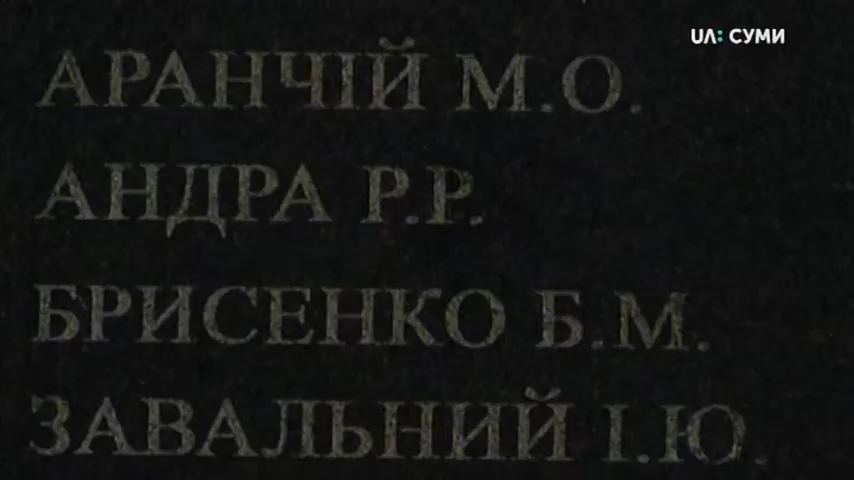 UA: СУМИ
АРАНЧІЙ М.О.
АНДРА Р.Р.
БРИСЕНКО Б.М.
ЗАВАЛЬНИЙ І.Ю.